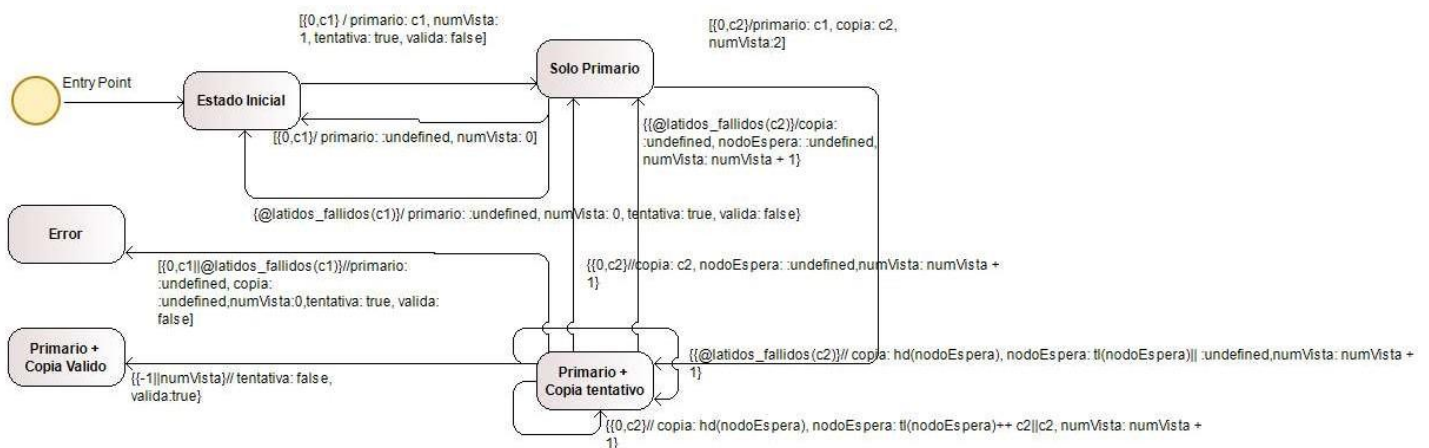 [{0,c1} / primario: c1, numVista:
1, tentativa: true, valida: false]
[{0,c2}/primario: c1, copia: c2,
numVista:2]
Solo Primario
Entry Point
Estado Inicial
[{0,c1}/ primario: :undefined, numVista: 0]
{{@latidos_fallidos(c2)}/copia:
:undefined, nodoEspera: :undefined,
numVista: numVista + 1}
{@latidos_fallidos(c1)}/ primario: :undefined, numVista: 0, tentativa: true, valida: false}
Error
[{0,c1||@latidos_fallidos(c1)}//primario:
:undefined, copia:
:undefined,numVista:0,tentativa: true, valida:
false]
{{0,c2}//copia: c2, nodoEspera: :undefined,numVista: numVista +
1}
Primario +
Copia Valido
{{-1||numVista}// tentativa: false,
valida:true}
Primario +
Copia tentativo
{{@latidos_fallidos(c2)}// copia: hd(nodoEspera), nodoEspera: tl(nodoEspera)|| :undefined,numVista: numVista +
1}
{{0,c2}// copia: hd(nodoEspera), nodoEspera: tl(nodoEspera)++ c2||c2, numVista: numVista +
1}